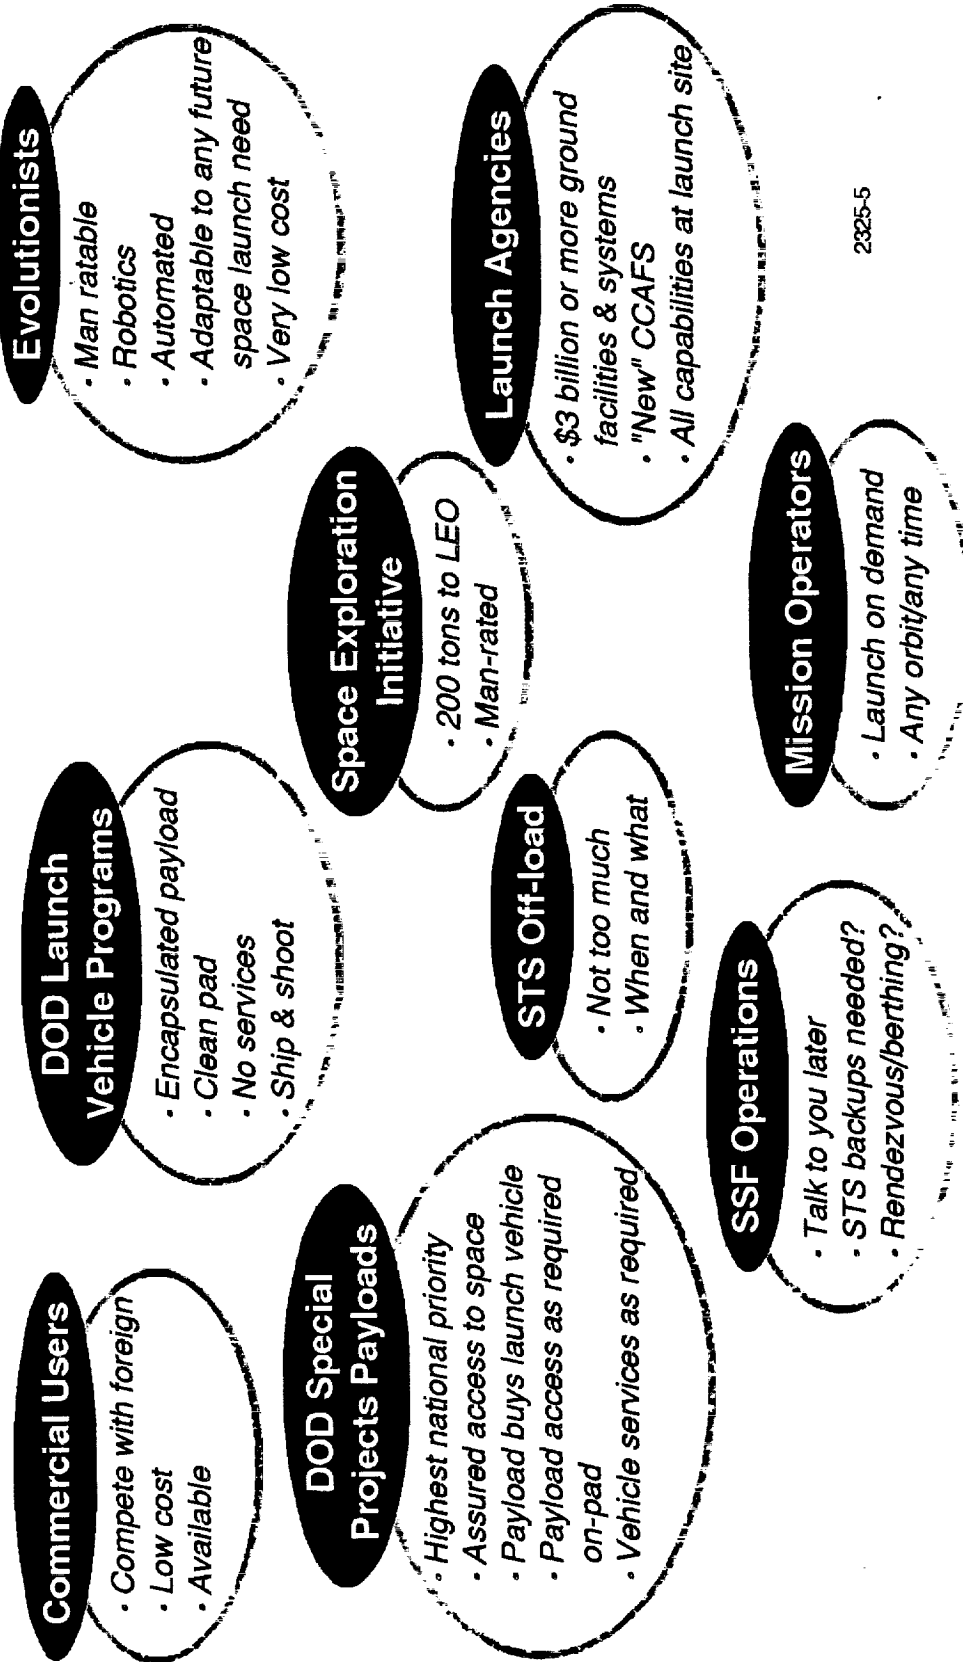 Commercial Users
· Compete with foreign
· Low cost
· Available
DOD Launch
Vehicle Programs
· Encapsulated payload
· Clean pad
· No services
· Ship & shoot
Evolutionists
· Man ratable
· Robotics
· Automated
· Adaptable to any future
space launch need
· Very low cost
DOD Special
Projects Payloads
· Highest national priority
· Assured access to space
· Payload buys launch vehicle
· Payload access as required
on-pad
· Vehicle services as required
Space Exploration
Initiative
· 200 tons to LEO
· Man-rated
STS Off-load
· Not too much
· When and what
Launch Agencies
· $3 billion or more ground
facilities & systems
· "New" CCAFS
· All capabilities at launch site
SSF Operations
· Talk to you later
· STS backups needed?
· Rendezvous/berthing?
Mission Operators
· Launch on demand
· Any orbit/any time
2325-5